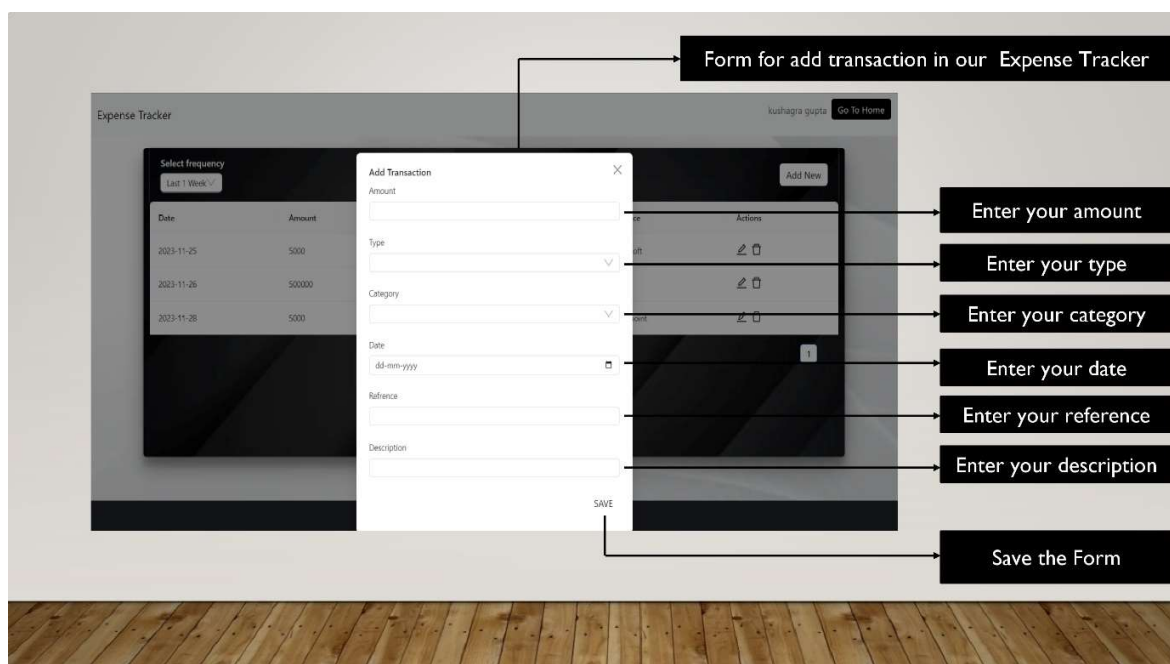 Form for add transaction in our Expense Tracker
Expense Tracker
kushagra gupta Go To Home
Select frequency
Last 1 Week
Add New
Add Transaction
Amount
Type
Category
Date
dd-mm-yyyy
Refrence
Description
SAVE
Date Amount Actions
2023-11-25 5000
2023-11-26 500000
2023-11-28 5000
1
Enter your amount
Enter your type
Enter your category
Enter your date
Enter your reference
Enter your description
Save the Form